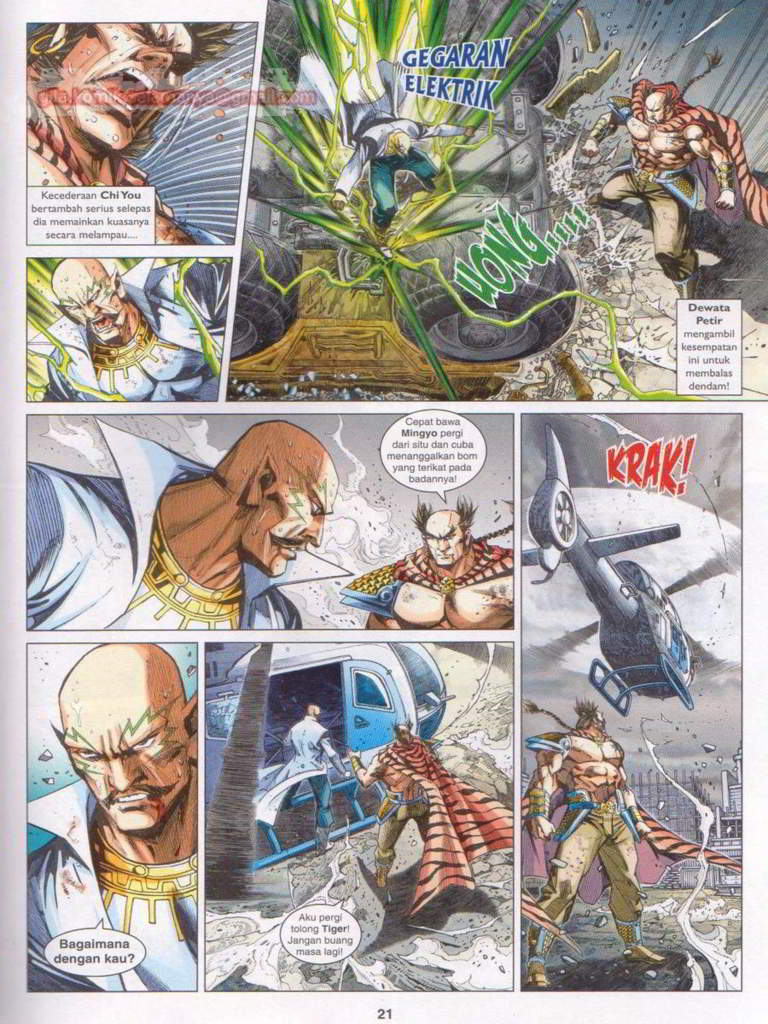 Kecederaan Chi You
bertambah serius selepas
dia memainkan kuasanya
secara melampau....
GEGARAN
ELEKTRIK
UONG!!!!!
Dewata
Petir
mengambil
kesempatan
ini untuk
membalas
dendam!
Cepat bawa
Mingyo pergi
dari situ dan cuba
menanggalkan bom
yang terikat pada
badannya!
KRAK!
Bagaimana
dengan kau?
Aku pergi
tolong Tiger!
Jangan buang
masa lagi!
21